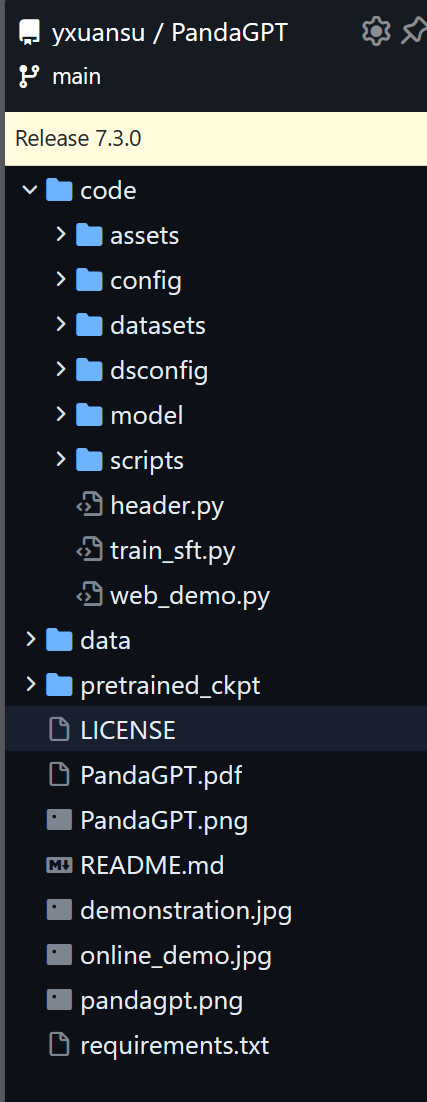 yxuansu / PandaGPT
main
Release 7.3.0
code
assets
config
datasets
dsconfig
model
scripts
header.py
train_sft.py
web_demo.py
data
pretrained_ckpt
LICENSE
PandaGPT.pdf
PandaGPT.png
README.md
demonstration.jpg
online_demo.jpg
pandagpt.png
requirements.txt